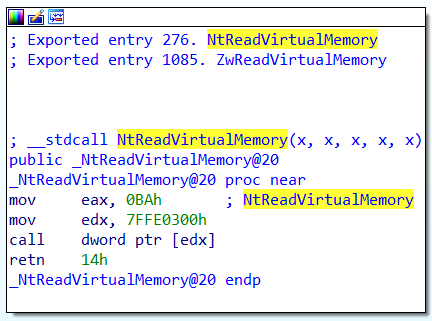 ; Exported entry 276. NtReadVirtualMemory
; Exported entry 1085. ZwReadVirtualMemory
; __stdcall NtReadVirtualMemory(x, x, x, x, x)
public _NtReadVirtualMemory@20
_NtReadVirtualMemory@20 proc near
mov eax, 0BAh ; NtReadVirtualMemory
mov edx, 7FFE0300h
call dword ptr [edx]
retn 14h
_NtReadVirtualMemory@20 endp